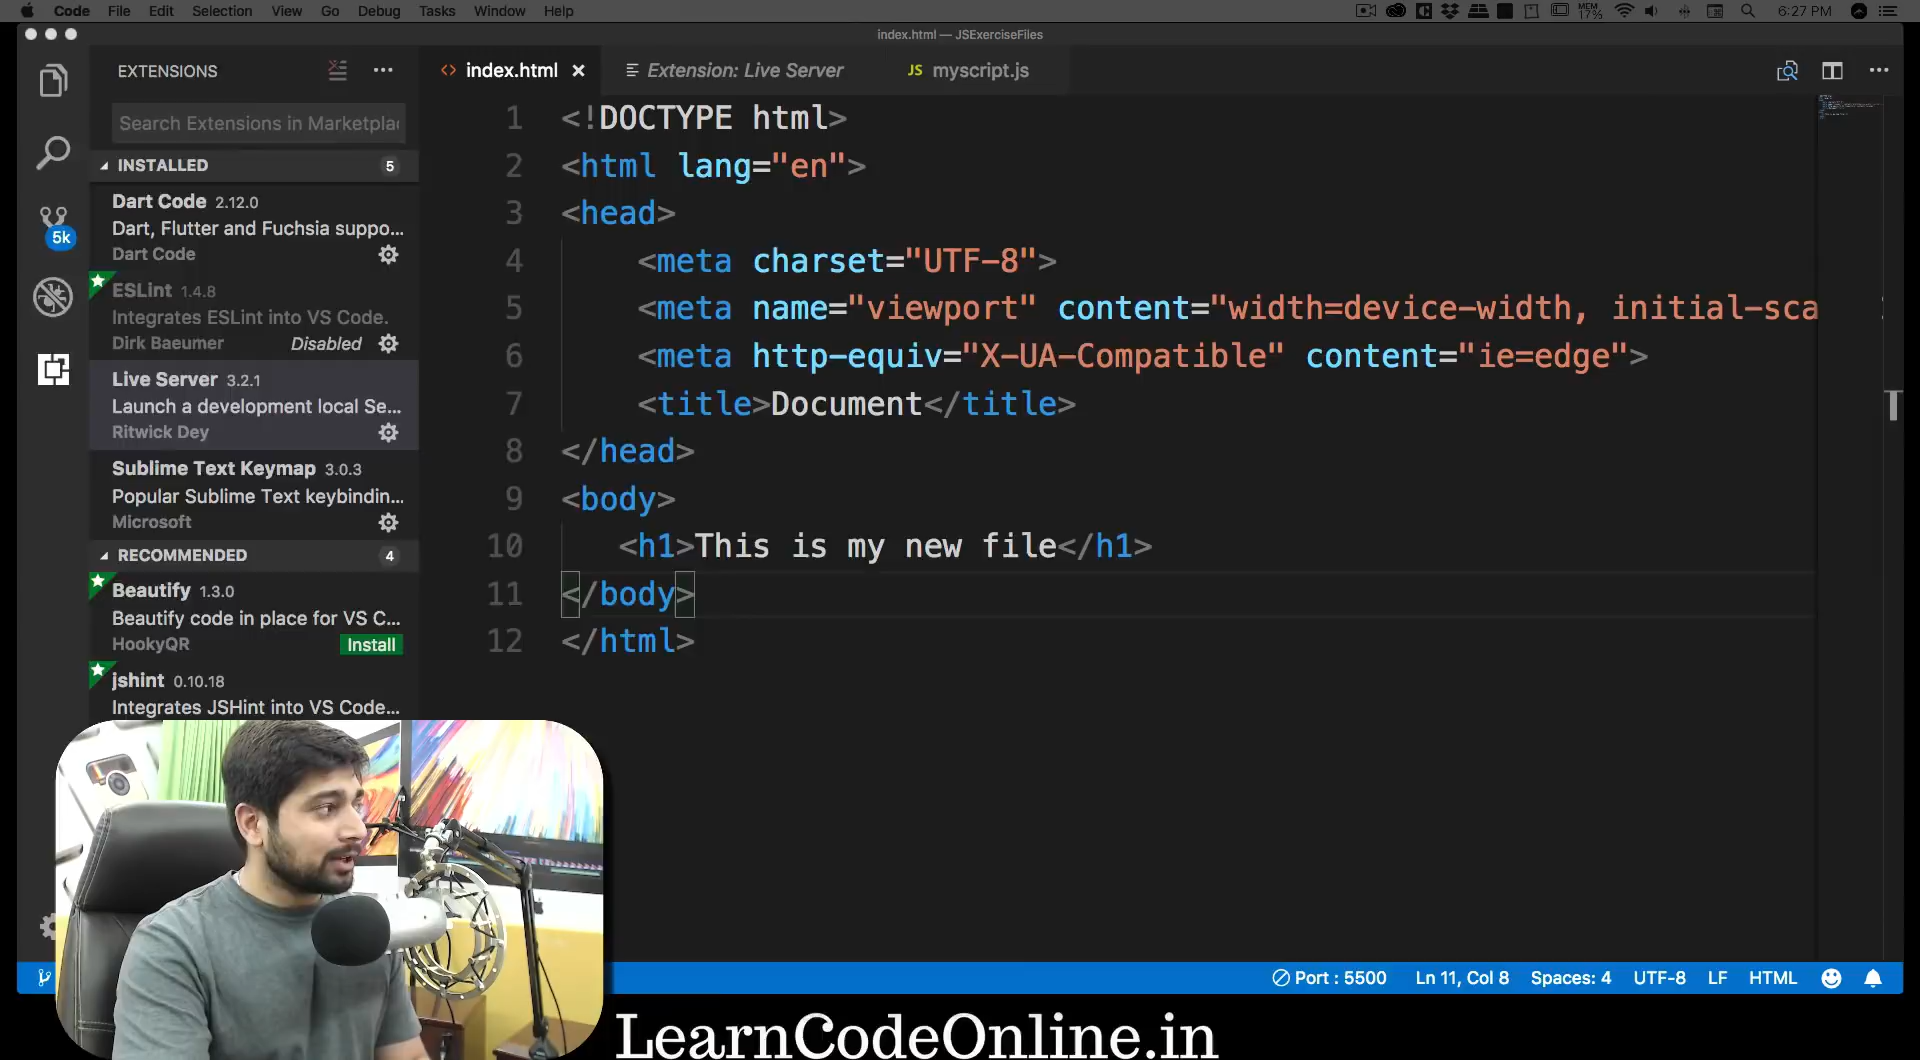 Code File Edit Selection View Go Debug Tasks Window Help
MEM 17% 6:27 PM
index.html — JSExerciseFiles
EXTENSIONS
index.html
Extension: Live Server
JS myscript.js
Search Extensions in Marketpla
INSTALLED 5
Dart Code 2.12.0
Dart, Flutter and Fuchsia suppo...
Dart Code
5k
ESLint 1.4.8
Integrates ESLint into VS Code.
Dirk Baeumer Disabled
Live Server 3.2.1
Launch a development local Se...
Ritwick Dey
Sublime Text Keymap 3.0.3
Popular Sublime Text keybindin...
Microsoft
RECOMMENDED 4
Beautify 1.3.0
Beautify code in place for VS C...
HookyQR Install
jshint 0.10.18
Integrates JSHint into VS Code...
1 <!DOCTYPE html>
2 <html lang="en">
3 <head>
4 <meta charset="UTF-8">
5 <meta name="viewport" content="width=device-width, initial-sca
6 <meta http-equiv="X-UA-Compatible" content="ie=edge">
7 <title>Document</title>
8 </head>
9 <body>
10 <h1>This is my new file</h1>
11 </body>
12 </html>
Port : 5500 Ln 11, Col 8 Spaces: 4 UTF-8 LF HTML
LearnCodeOnline.in